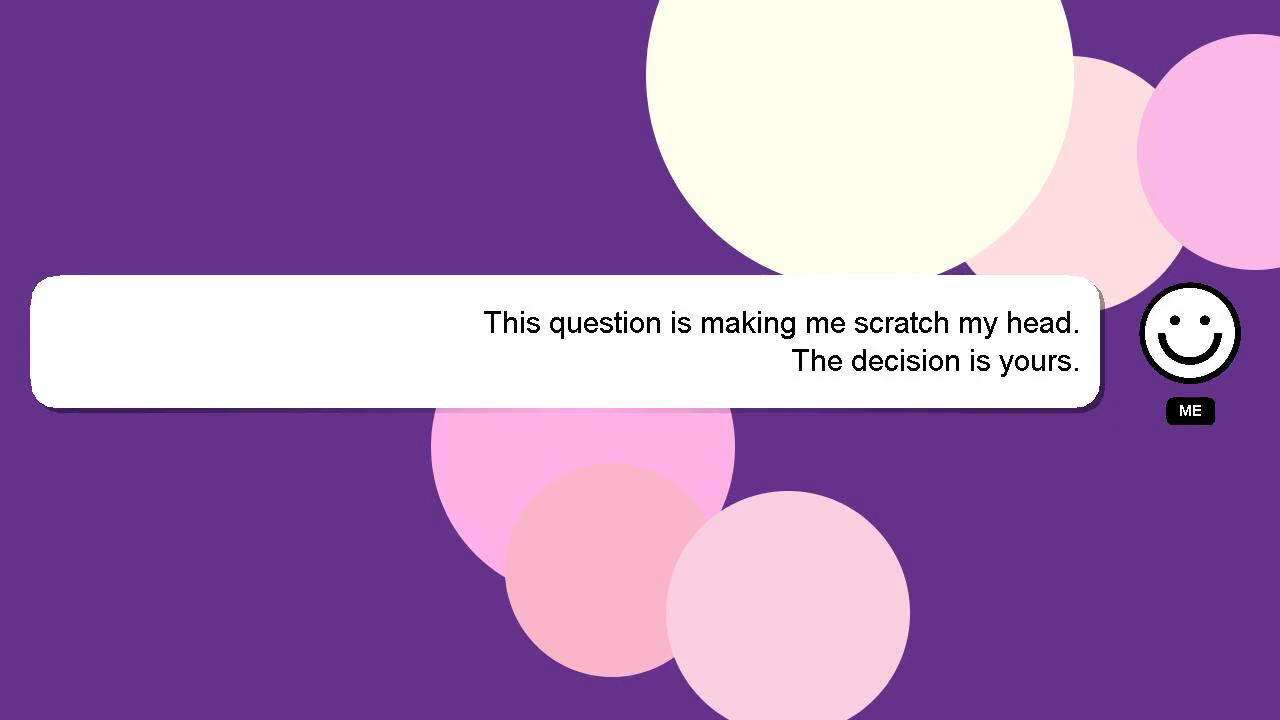 This question is making me scratch my head.
The decision is yours.
ME